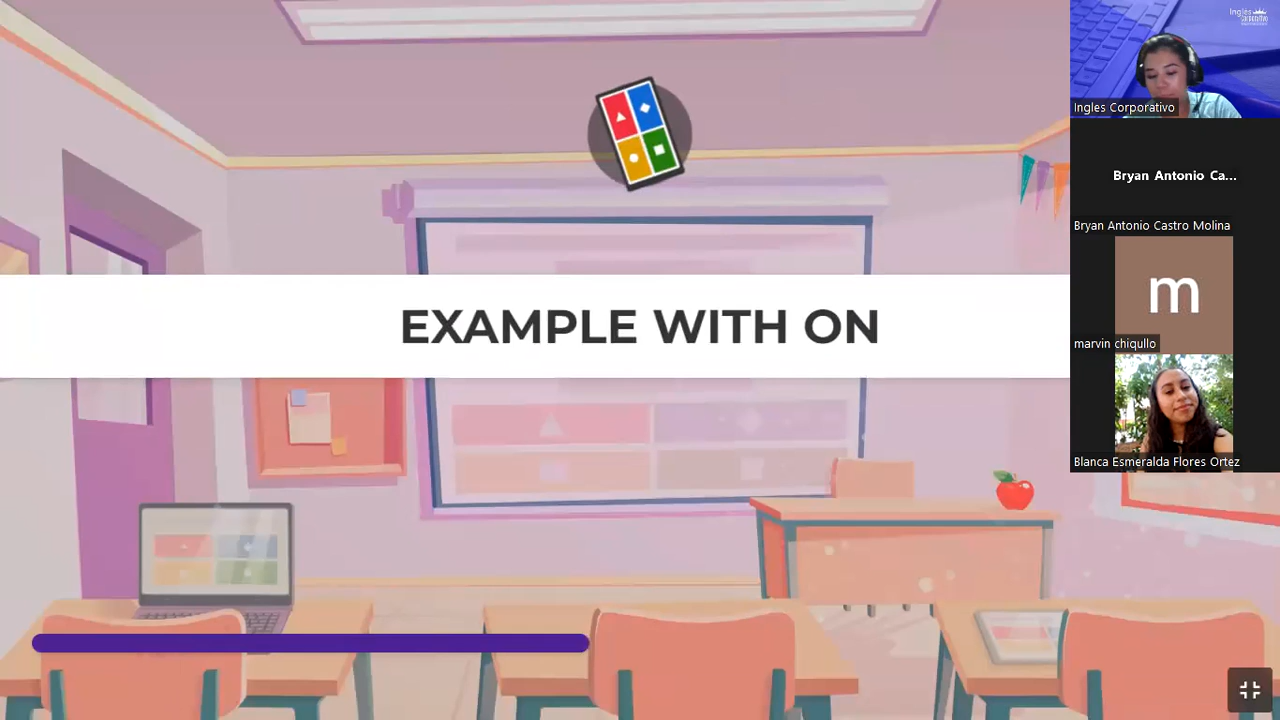 EXAMPLE WITH ON
Ingles Corporativo
Bryan Antonio Ca...
Bryan Antonio Castro Molina
m
marvin chiqullo
Blanca Esmeralda Flores Ortez